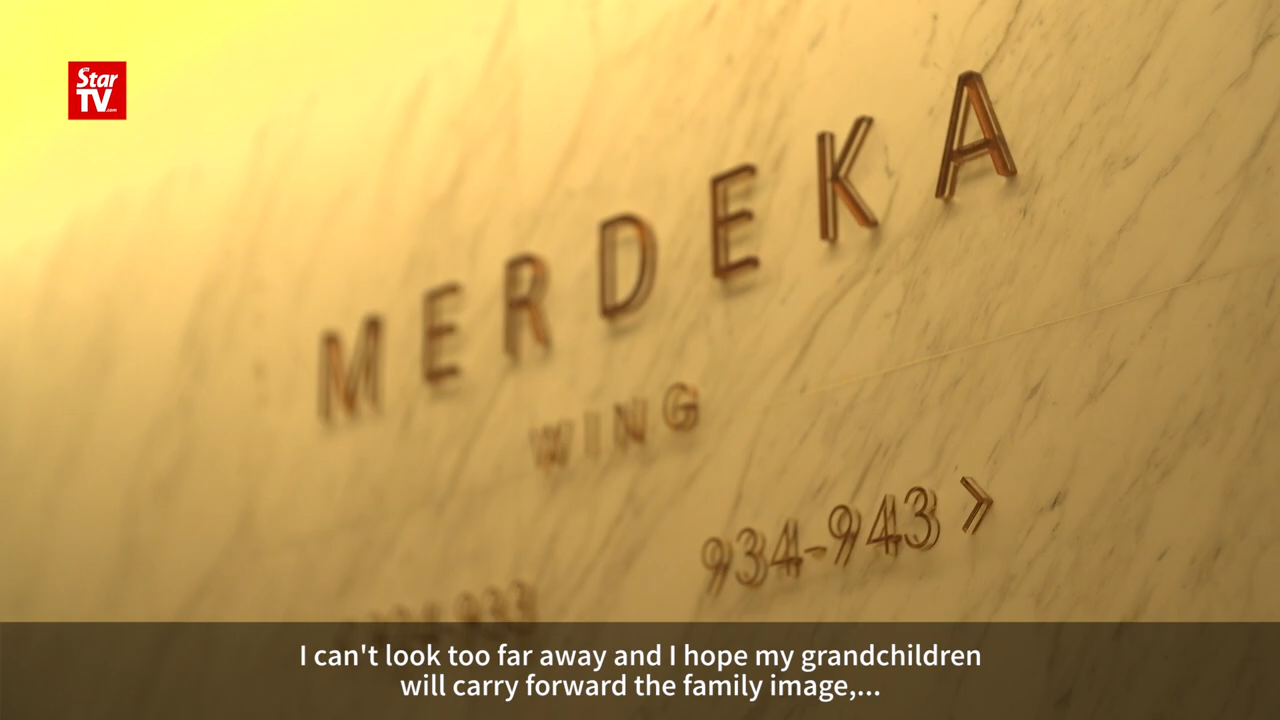 Star
TV.com
MERDEKA
WING
934-943 >
I can't look too far away and I hope my grandchildren
will carry forward the family image,...